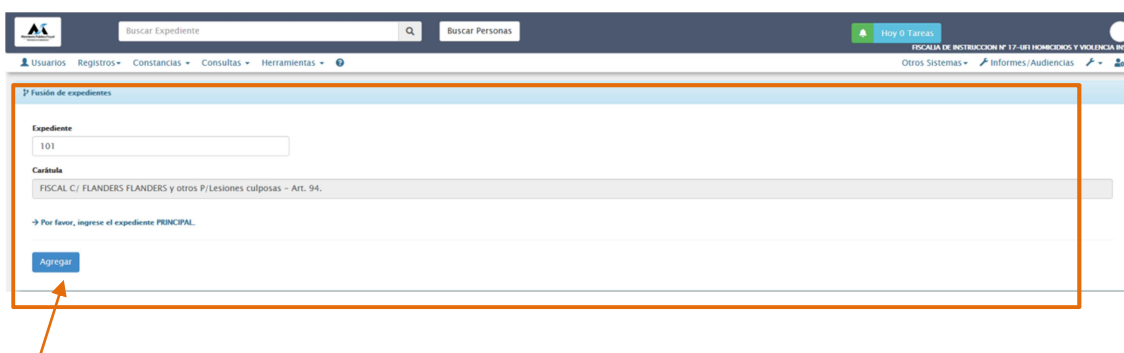 Buscar Expediente
Buscar Personas
Hoy 0 Tareas
FISCALIA DE INSTRUCCION Nº 17-UFI HOMICIDIOS Y VIOLENCIA INS
Usuarios Registros Constancias Consultas Herramientas
Otros Sistemas Informes/Audiencias
Fusión de expedientes
Expediente
101
Carátula
FISCAL C/ FLANDERS FLANDERS y otros P/Lesiones culposas - Art. 94.
→ Por favor, ingrese el expediente PRINCIPAL.
Agregar